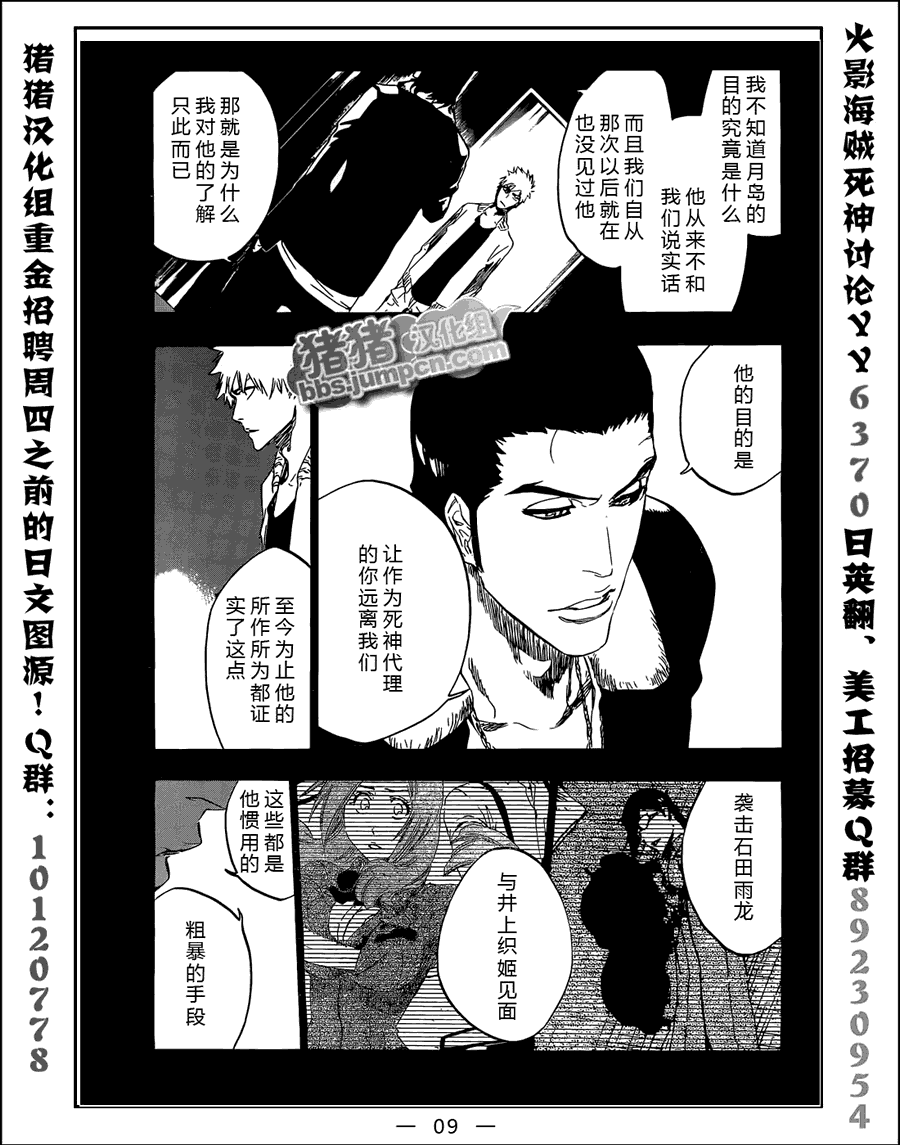 火影海贼死神讨论YY6370日英翻、美工招募Q群892309954
我不知道月岛的
目的究竟是什么
他从来不和
我们说实话
而且我们自从
那次以后就在
也没见过他
那就是为什么
我对他的了解
只此而已
猪猪汉化组
bbs.jumpcn.com
他的目的是
让作为死神代理
的你远离我们
至今为止他的
所作所为都证
实了这点
袭击石田雨龙
与井上织姬见面
这些都是
他惯用的
粗暴的手段
猪猪汉化组重金招聘周四之前的日文图源！Q群：10120778
— 09 —